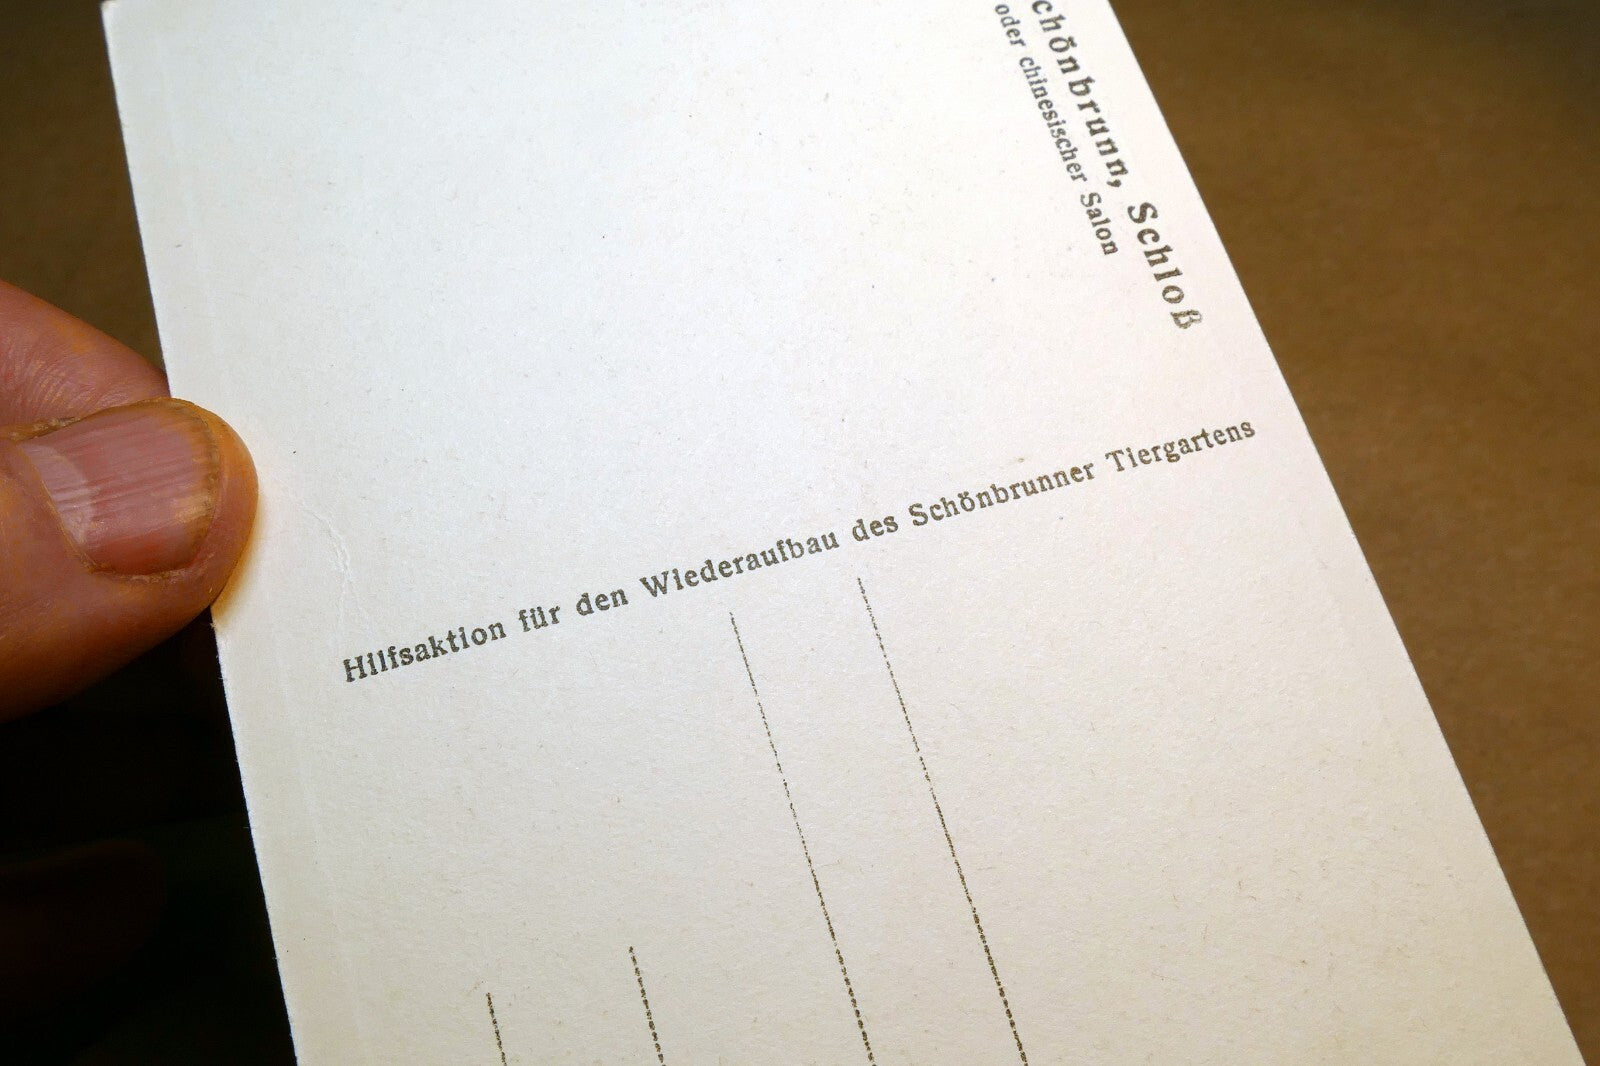 chönbrunn, Schloß
oder chinesischer Salon
Hilfsaktion für den Wiederaufbau des Schönbrunner Tiergartens